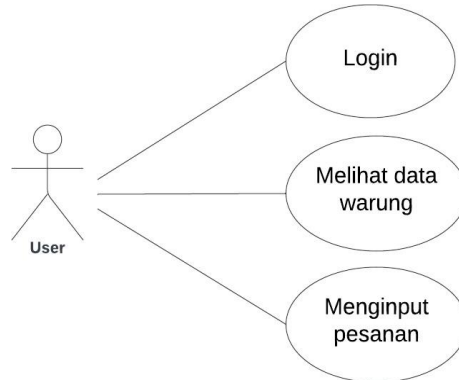 Login
Melihat data
warung
User
Menginput
pesanan